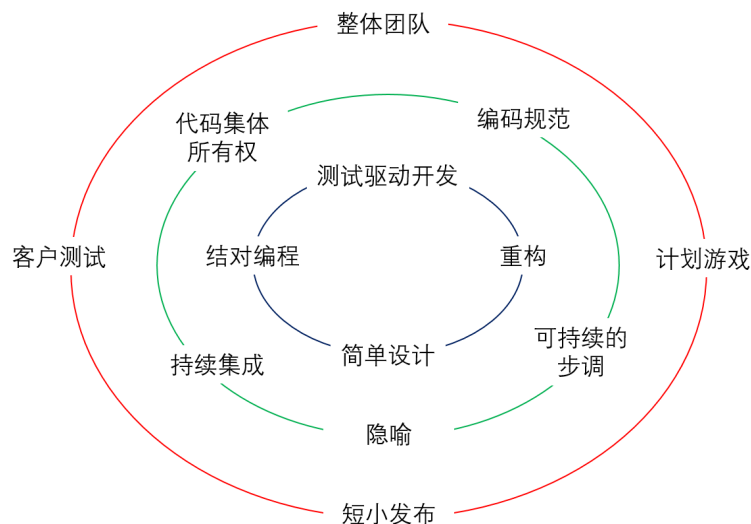 整体团队
代码集体
所有权
编码规范
测试驱动开发
客户测试
结对编程
重构
计划游戏
持续集成
简单设计
可持续的
步调
隐喻
短小发布